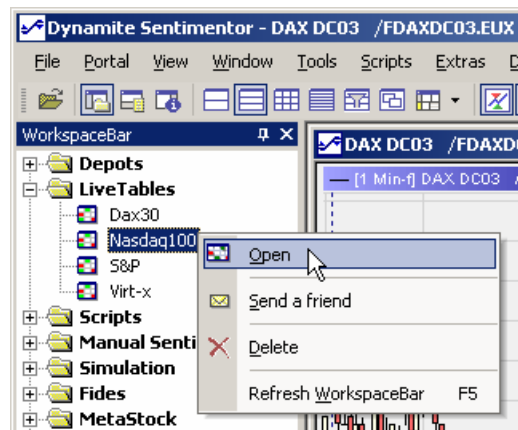 Dynamite Sentimentor - DAX DC03 /FDAXDC03.EUX
File Portal View Window Tools Scripts Extras
WorkspaceBar
DAX DC03 /FDAXD
Depots
[1 Min-f] DAX DC03 /
LiveTables
Dax30
Nasdaq100
Open
S&P
Virt-x
Send a friend
Scripts
Manual Senti
Delete
Simulation
Fides
Refresh WorkspaceBar F5
MetaStock